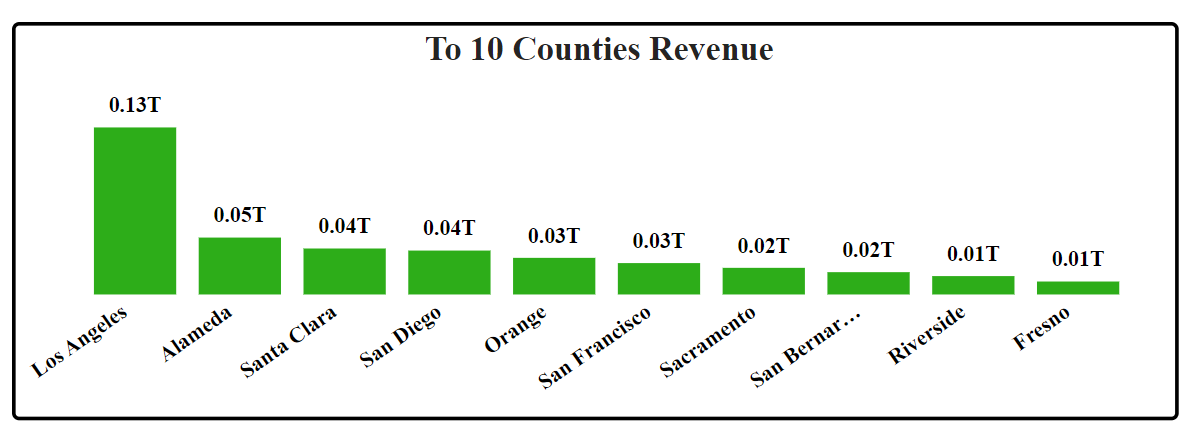 To 10 Counties Revenue
0.13T
0.05T
0.04T
0.04T
0.03T
0.03T
0.02T
0.02T
0.01T
0.01T
Los Angeles
Alameda
Santa Clara
San Diego
Orange
San Francisco
Sacramento
San Bernar...
Riverside
Fresno